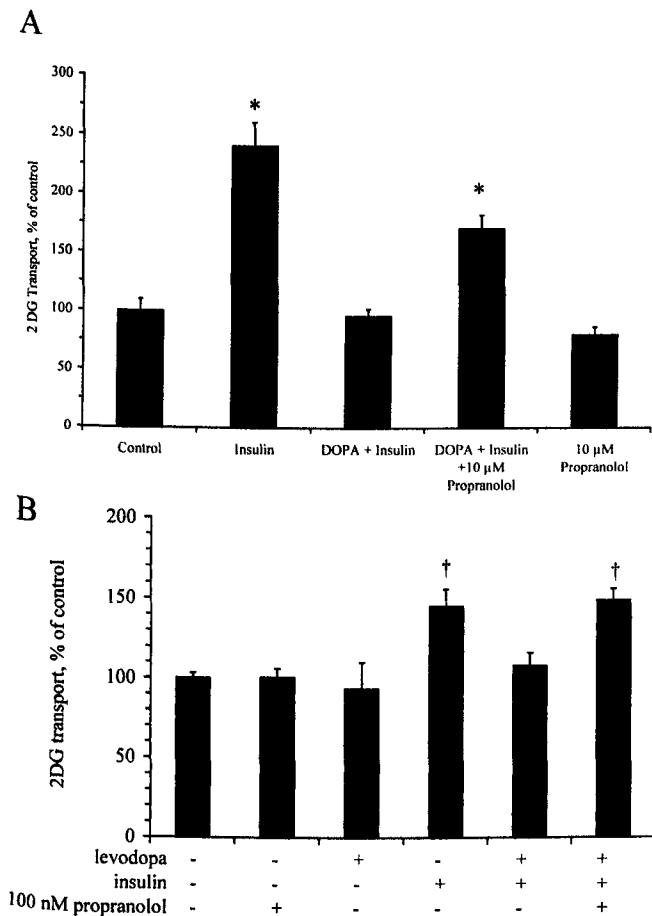 A
300
*
250
*
200
150
100
50
0
2 DG Transport, % of control
Control
Insulin
DOPA + Insulin
DOPA + Insulin
+10 µM
Propranolol
10 µM
Propranolol
B
200
† †
150
100
50
0
2DG transport, % of control
levodopa - - + - + +
insulin - - - + + +
100 nM propranolol - + - - - +